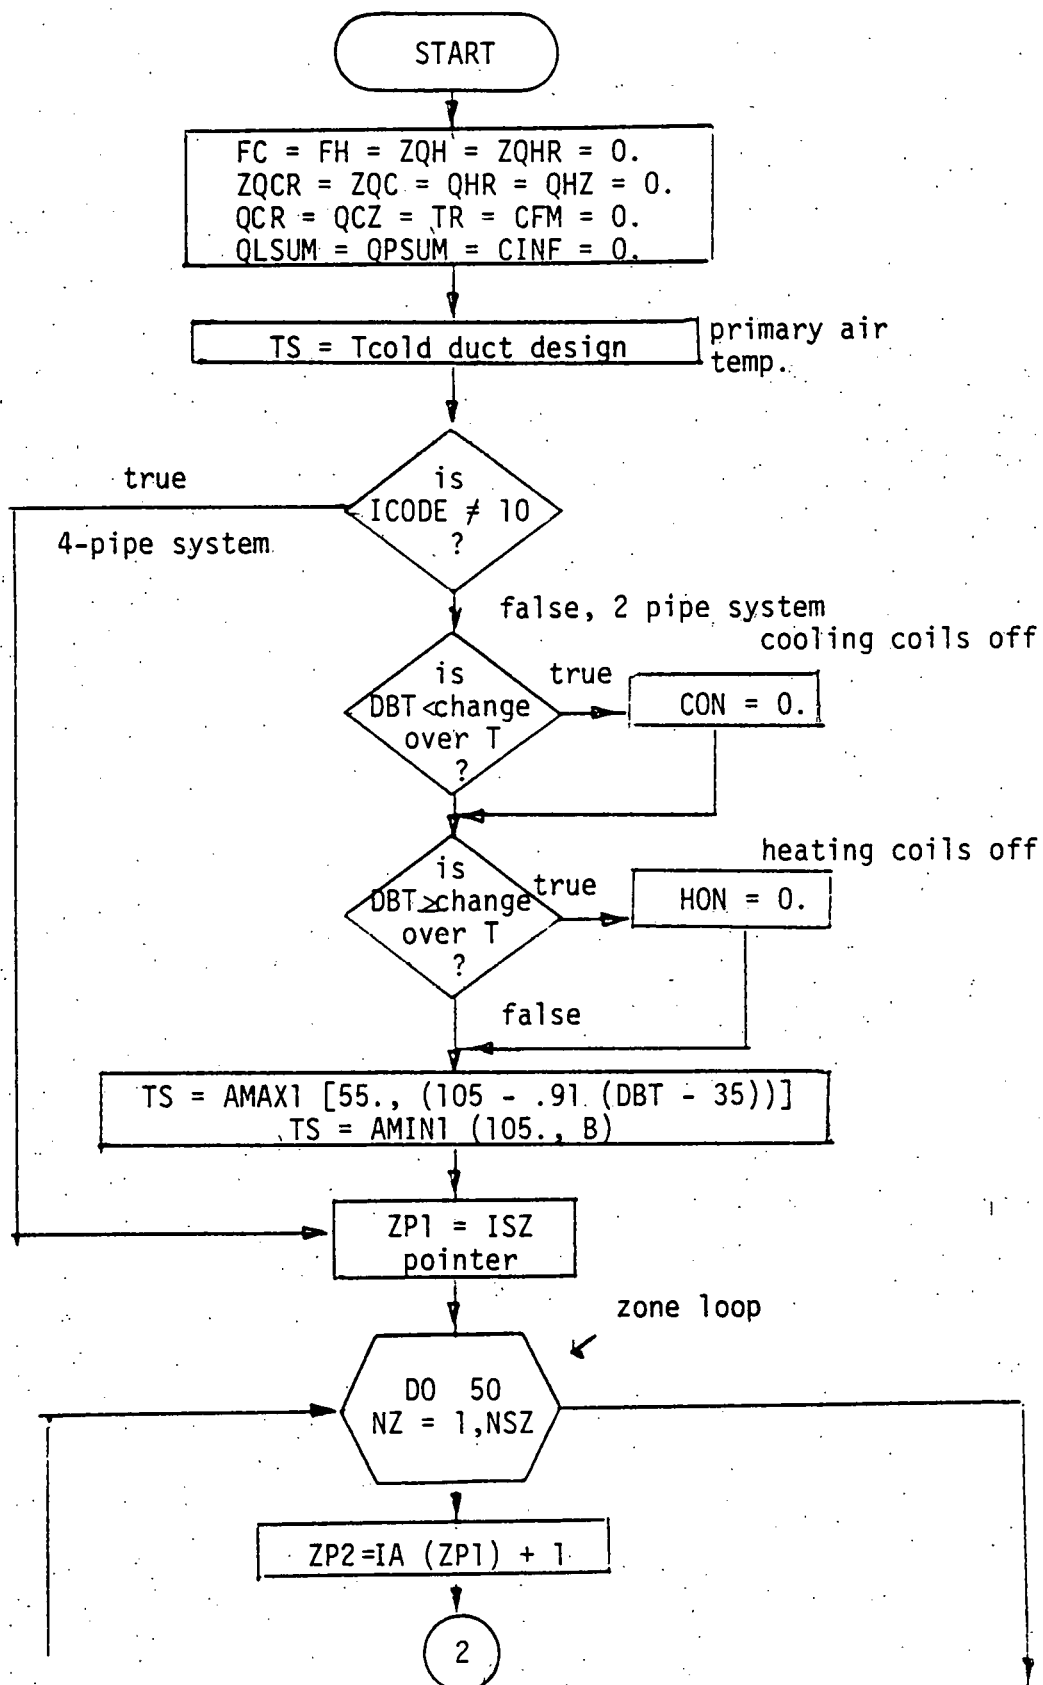 START
FC = FH = ZQH = ZQHR = 0.
ZQCR = ZQC = QHR = QHZ = 0.
QCR = QCZ = TR = CFM = 0.
QLSUM = QPSUM = CINF = 0.
TS = Tcold duct design
primary air
temp.
is
ICODE ≠ 10
?
true
4-pipe system
false, 2 pipe system
cooling coils off
is
DBT <change
over T
?
true
CON = 0.
heating coils off
is
DBT ≥change
over T
?
true
HON = 0.
false
TS = AMAX1 [55., (105 - .91 (DBT - 35))]
TS = AMIN1 (105., B)
ZP1 = ISZ
pointer
zone loop
DO 50
NZ = 1,NSZ
ZP2=IA (ZP1) + 1
2